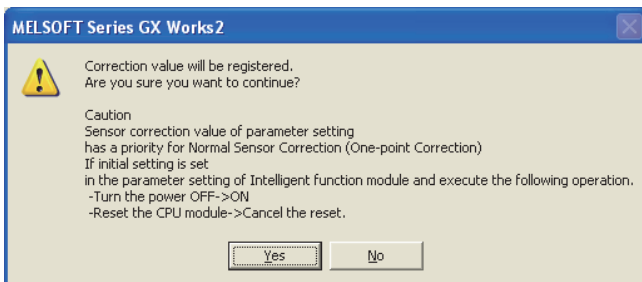 MELSOFT Series GX Works2
Correction value will be registered.
Are you sure you want to continue?
Caution
Sensor correction value of parameter setting
has a priority for Normal Sensor Correction (One-point Correction)
If initial setting is set
in the parameter setting of Intelligent function module and execute the following operation.
-Turn the power OFF->ON
-Reset the CPU module->Cancel the reset.
Yes
No